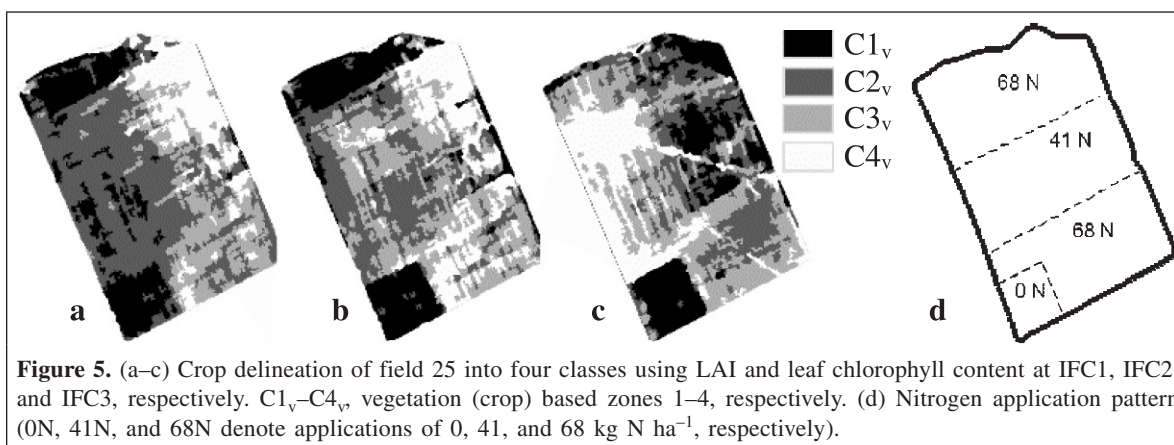 a
b
c
C1v
C2v
C3v
C4v
68 N
41 N
68 N
0 N
d
Figure 5. (a–c) Crop delineation of field 25 into four classes using LAI and leaf chlorophyll content at IFC1, IFC2
and IFC3, respectively. C1v–C4v, vegetation (crop) based zones 1–4, respectively. (d) Nitrogen application pattern
(0N, 41N, and 68N denote applications of 0, 41, and 68 kg N ha⁻¹, respectively).